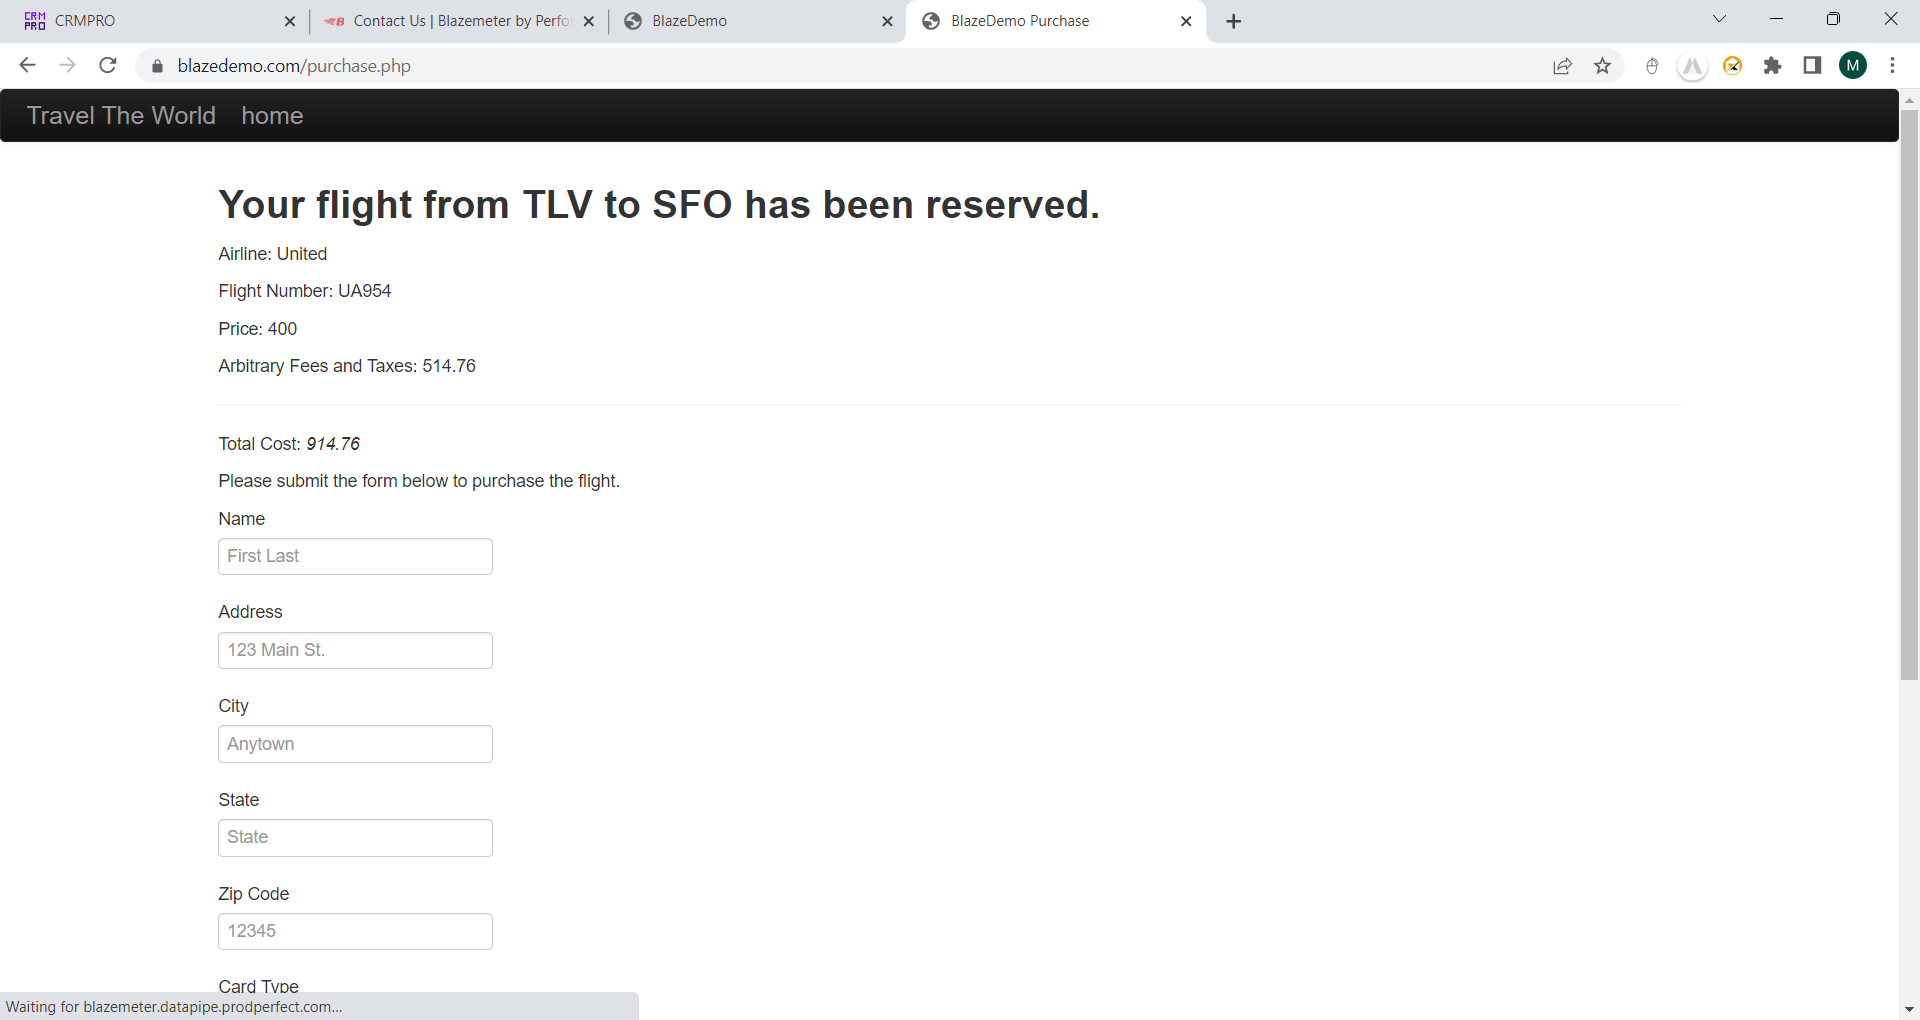 CRM
PRO
CRMPRO
Contact Us | Blazemeter by Perfo
BlazeDemo
BlazeDemo Purchase
blazedemo.com/purchase.php
M
Travel The World
home
Your flight from TLV to SFO has been reserved.
Airline: United
Flight Number: UA954
Price: 400
Arbitrary Fees and Taxes: 514.76
Total Cost: 914.76
Please submit the form below to purchase the flight.
Name
First Last
Address
123 Main St.
City
Anytown
State
State
Zip Code
12345
Card Type
Waiting for blazemeter.datapipe.prodperfect.com...